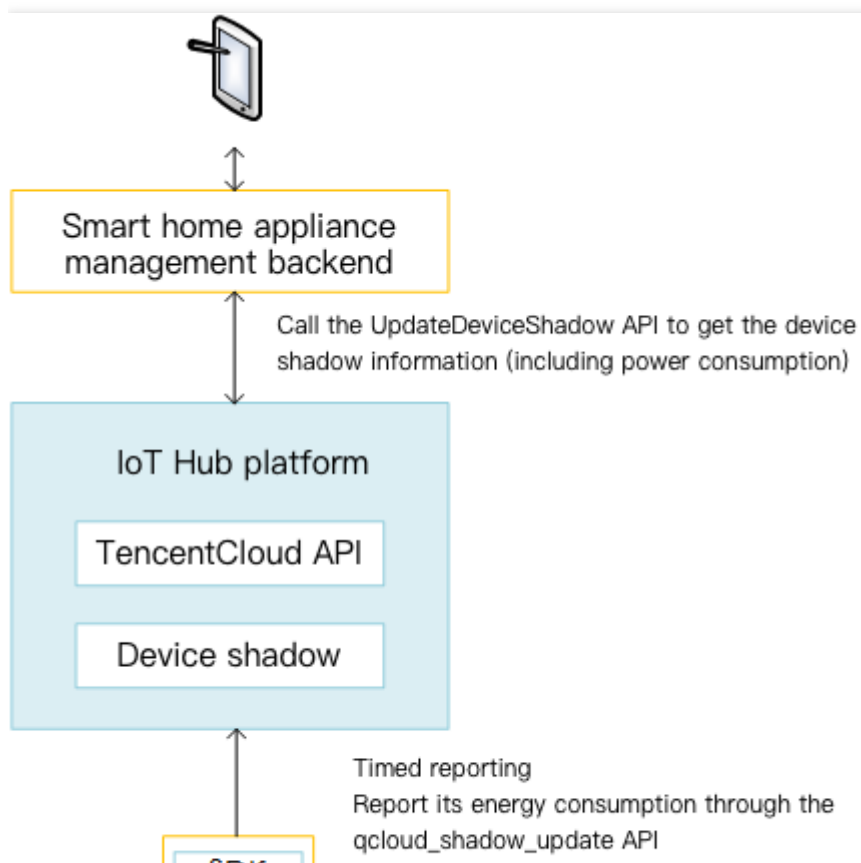 Smart home appliance
management backend
Call the UpdateDeviceShadow API to get the device
shadow information (including power consumption)
IoT Hub platform
TencentCloud API
Device shadow
Timed reporting
Report its energy consumption through the
qcloud_shadow_update API